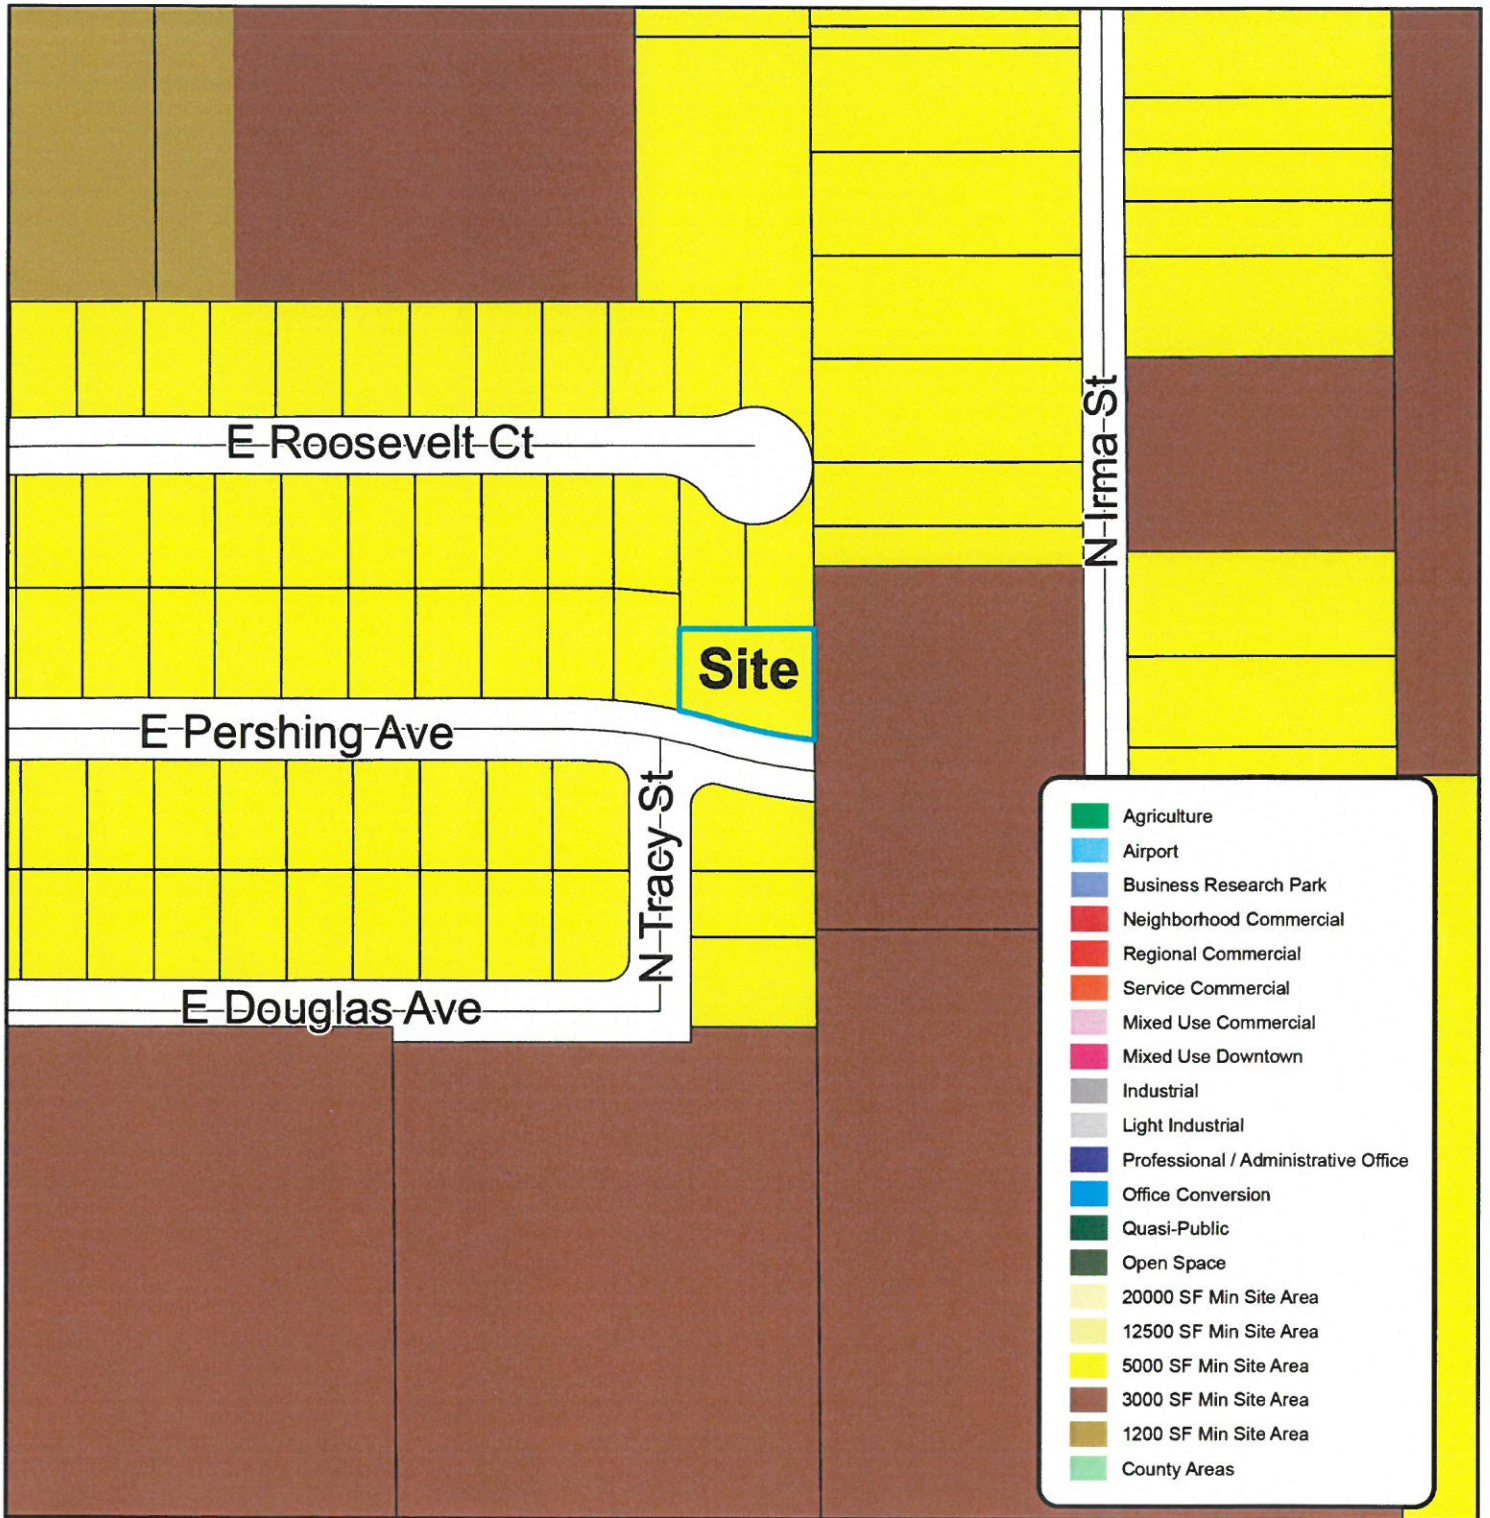 E Roosevelt Ct
N Irma St
Site
E Pershing Ave
N Tracy St
E Douglas Ave
Agriculture
Airport
Business Research Park
Neighborhood Commercial
Regional Commercial
Service Commercial
Mixed Use Commercial
Mixed Use Downtown
Industrial
Light Industrial
Professional / Administrative Office
Office Conversion
Quasi-Public
Open Space
20000 SF Min Site Area
12500 SF Min Site Area
5000 SF Min Site Area
3000 SF Min Site Area
1200 SF Min Site Area
County Areas